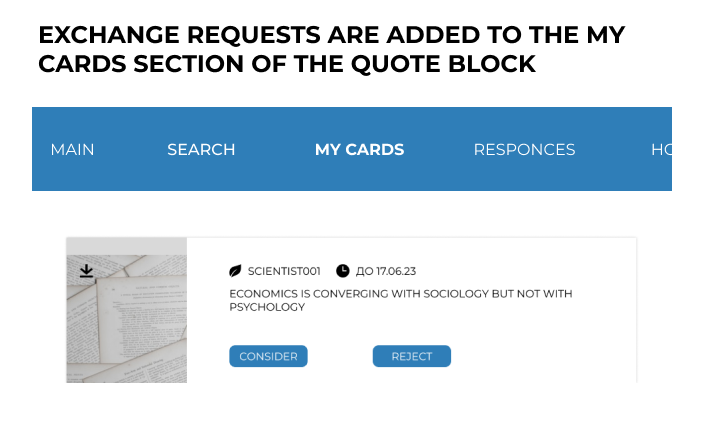 EXCHANGE REQUESTS ARE ADDED TO THE MY
CARDS SECTION OF THE QUOTE BLOCK
MAIN SEARCH MY CARDS RESPONCES HO
SCIENTIST001 ДО 17.06.23
ECONOMICS IS CONVERGING WITH SOCIOLOGY BUT NOT WITH
PSYCHOLOGY
CONSIDER REJECT